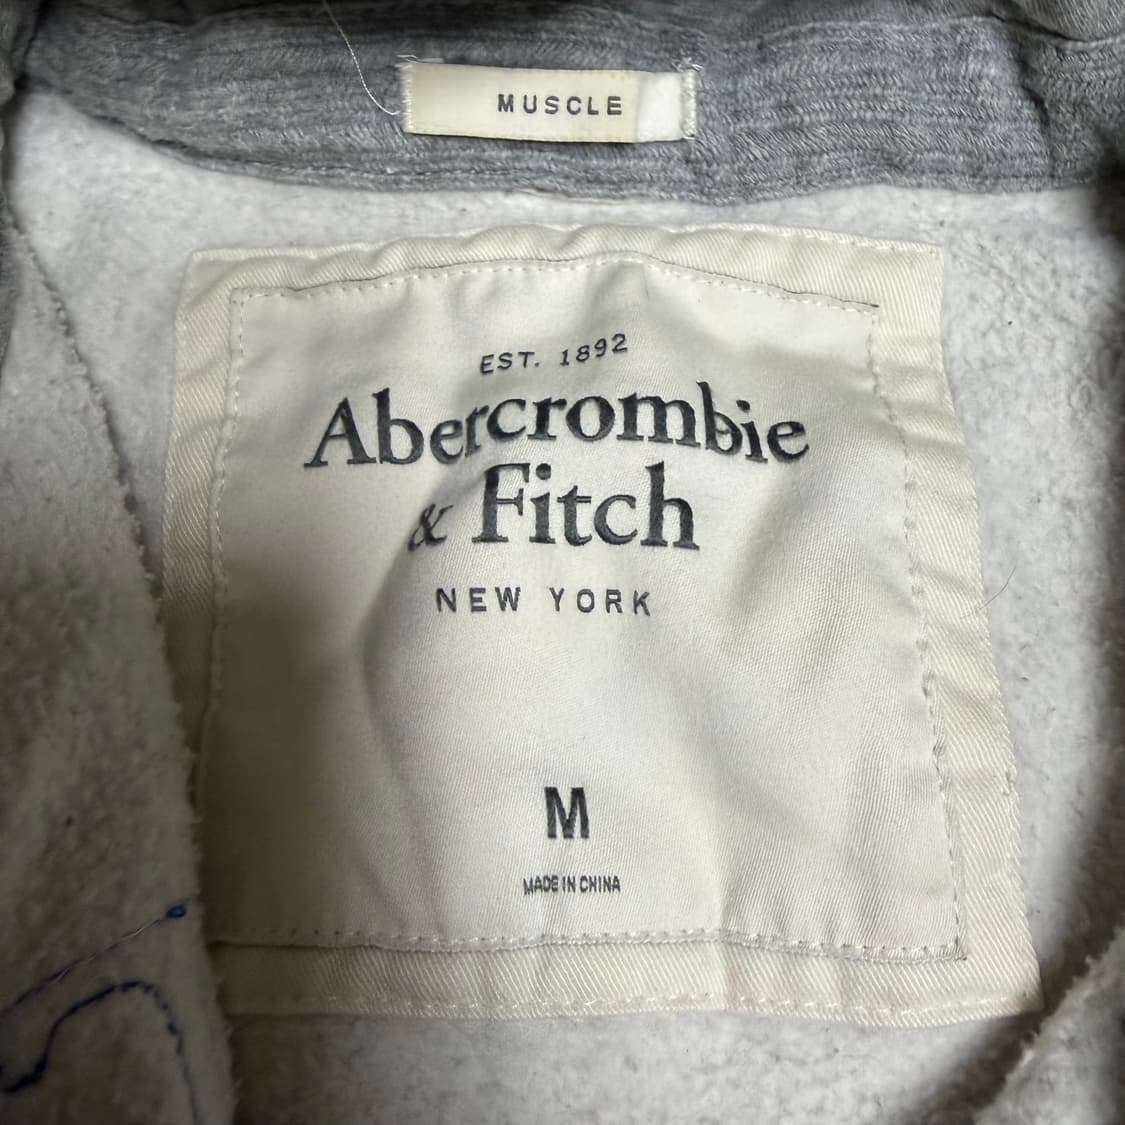 MUSCLE
EST. 1892
Abercrombie
& Fitch
NEW YORK
M
MADE IN CHINA